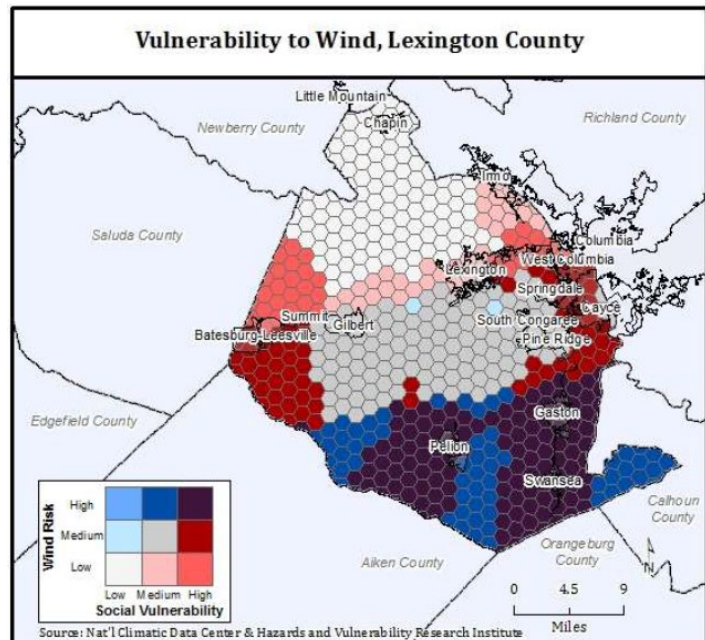 Vulnerability to Wind, Lexington County
Little Mountain
Newberry County
Chapin
Richland County
Irmo
Saluda County
Columbia
West Columbia
Lexington
Springdale
Cayce
Summit
Gilbert
South Congaree
Batesburg-Leesville
Pine Ridge
Edgefield County
Gaston
Pelion
Swansea
Calhoun
County
Orangeburg
County
Aiken County
N
Wind Risk
High
Medium
Low
Low Medium High
Social Vulnerability
0 4.5 9
Miles
Source: Nat'l Climatic Data Center & Hazards and Vulnerability Research Institute